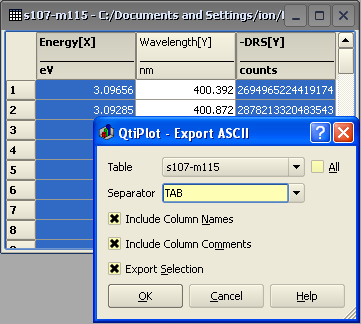 s107-m115 - C:/Documents and Settings/ion/
Energy[X] Wavelength[Y] -DRS[Y]
eV nm counts
1 3.09656 400.392 2694965224419174
2 3.09285 400.872 2878213320483543
3
4
5
6
7
8
QtiPlot - Export ASCII
Table s107-m115 All
Separator TAB
Include Column Names
Include Column Comments
Export Selection
OK Cancel Help